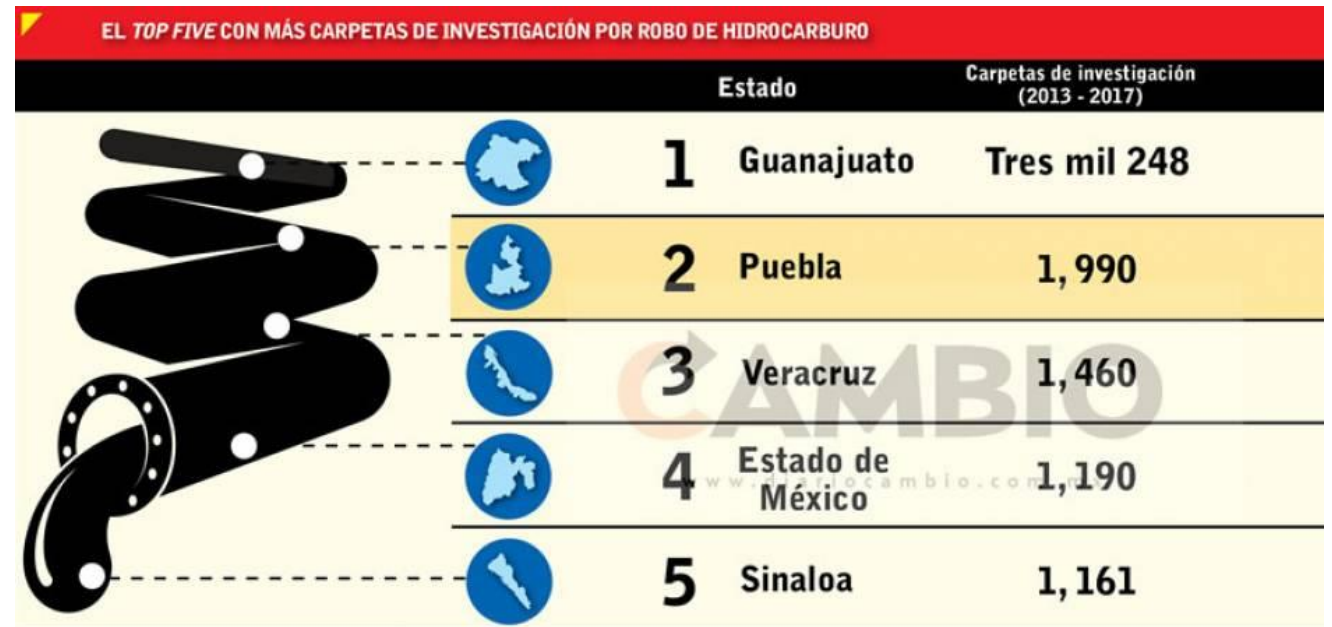 EL TOP FIVE CON MÁS CARPETAS DE INVESTIGACIÓN POR ROBO DE HIDROCARBURO
Estado
Carpetas de investigación
(2013 - 2017)
1 Guanajuato Tres mil 248
2 Puebla 1,990
3 Veracruz 1,460
CAMBIO
4 Estado de
México 1,190
www.diariocambio.com.mx
5 Sinaloa 1,161